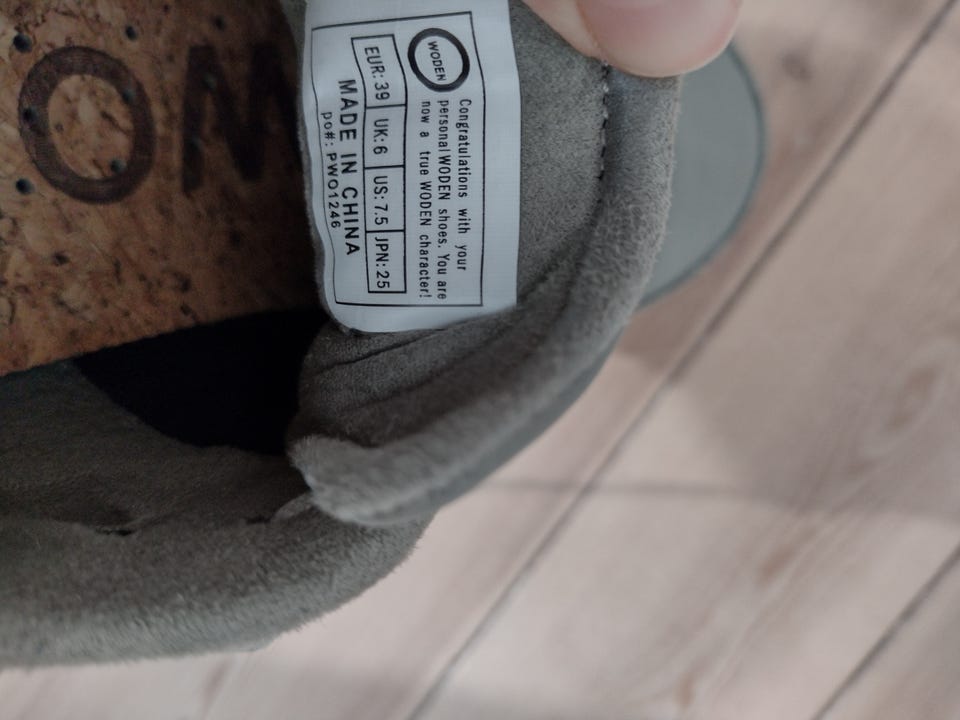 WODEN
Congratulations with your
personal WODEN shoes. You are
now a true WODEN character!
EUR: 39 UK: 6 US: 7.5 JPN: 25
MADE IN CHINA
po#: PWO1246
WO